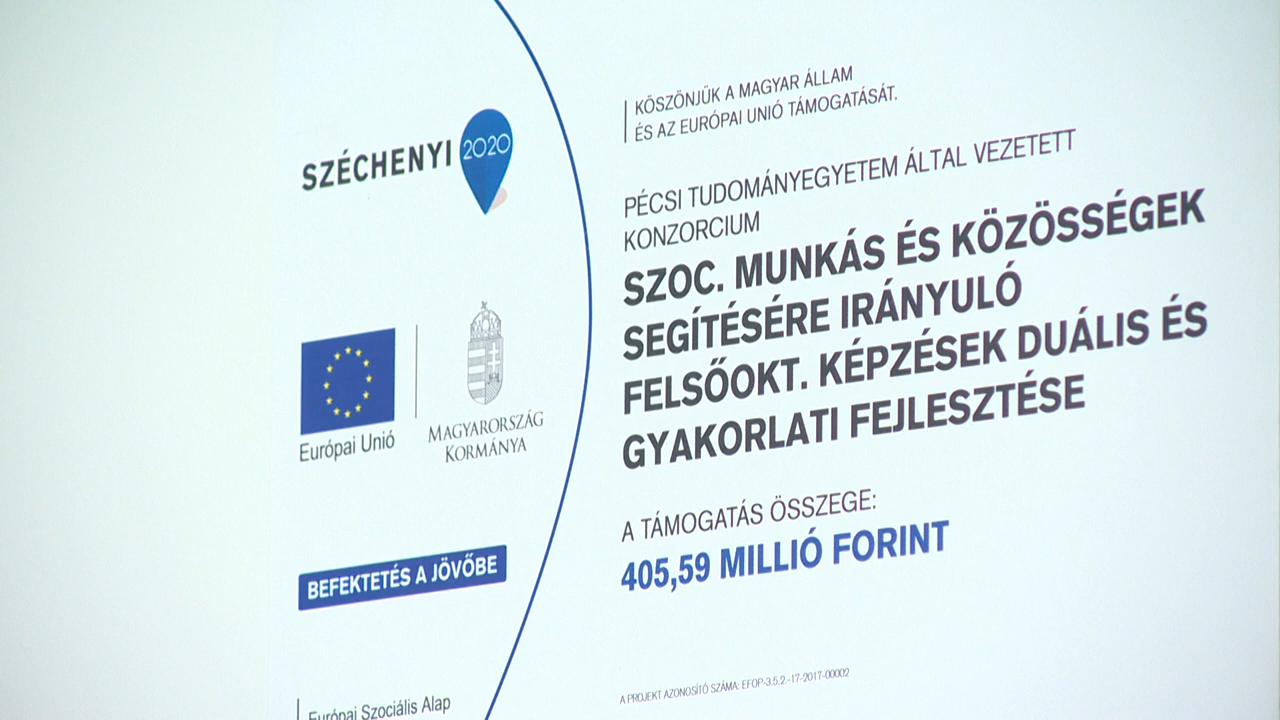 SZÉCHENYI 2020
Európai Unió
MAGYARORSZÁG
KORMÁNYA
BEFEKTETÉS A JÖVŐBE
Európai Szociális Alap
KÖSZÖNJÜK A MAGYAR ÁLLAM
ÉS AZ EURÓPAI UNIÓ TÁMOGATÁSÁT.
PÉCSI TUDOMÁNYEGYETEM ÁLTAL VEZETETT
KONZORCIUM
SZOC. MUNKÁS ÉS KÖZÖSSÉGEK
SEGÍTÉSÉRE IRÁNYULÓ
FELSŐOKT. KÉPZÉSEK DUÁLIS ÉS
GYAKORLATI FEJLESZTÉSE
A TÁMOGATÁS ÖSSZEGE:
405,59 MILLIÓ FORINT
A PROJEKT AZONOSÍTÓ SZÁMA: EFOP-3.5.2.-17-2017-00002